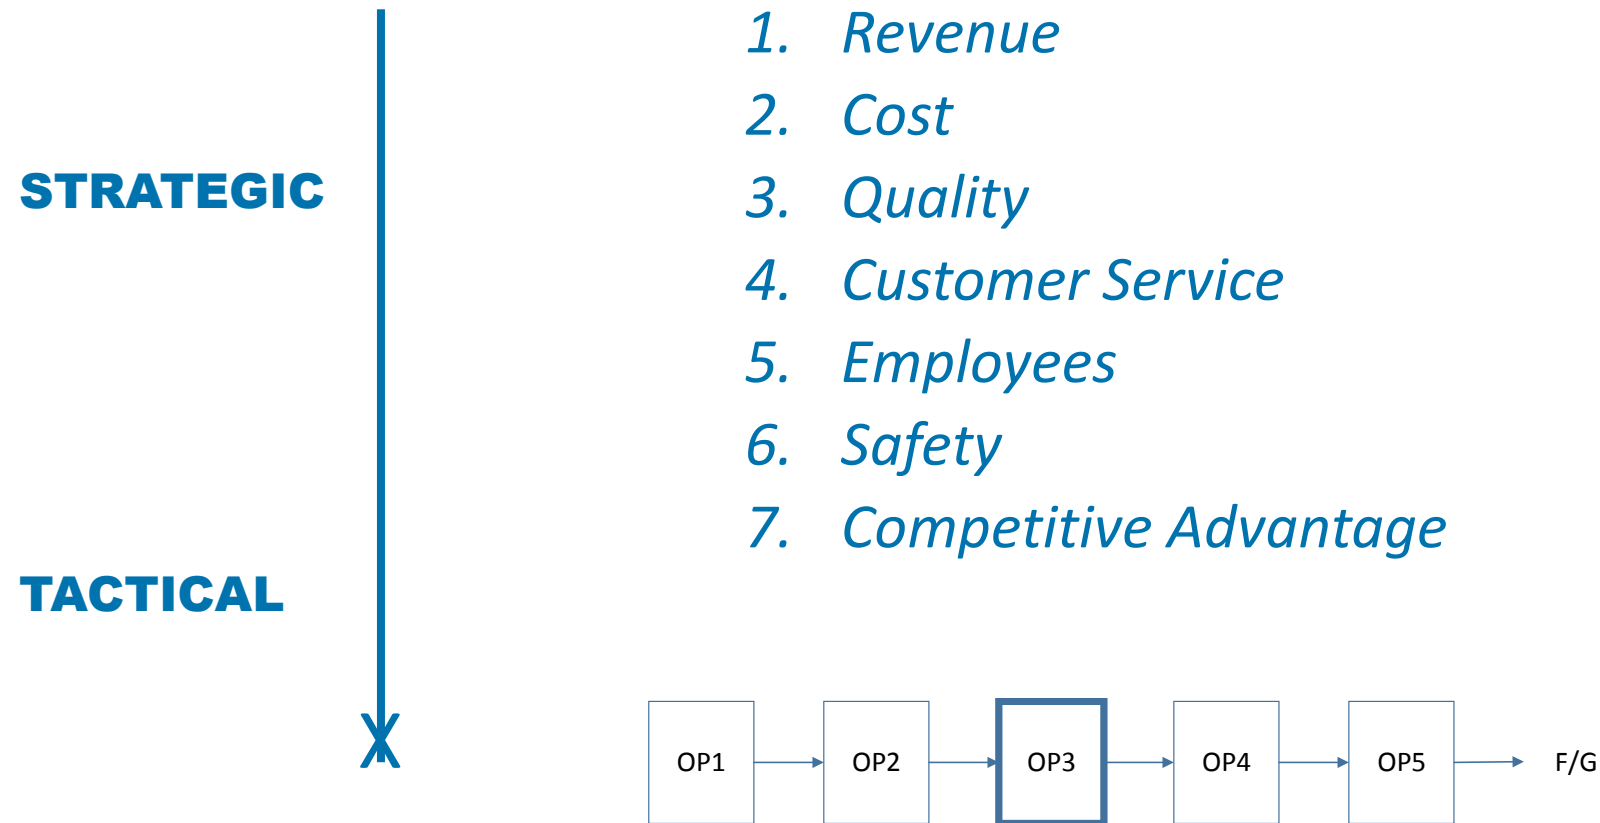 1. Revenue
2. Cost
STRATEGIC
3. Quality
4. Customer Service
5. Employees
6. Safety
7. Competitive Advantage
TACTICAL
X
OP1 OP2 OP3 OP4 OP5 F/G